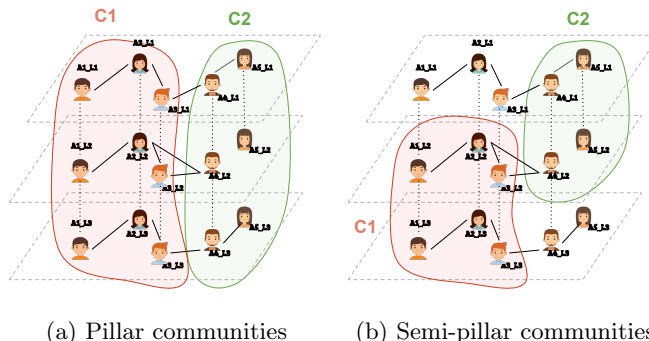 C1
C2
A2_L1
A1_L1
A5_L1
A4_L1
A3_L1
A1_L2
A2_L2
A5_L2
A4_L2
A3_L2
A1_L3
A2_L3
A5_L3
A4_L3
A3_L3
(a) Pillar communities
C2
A2_L1
A1_L1
A5_L1
A4_L1
A3_L1
A1_L2
A2_L2
A5_L2
A4_L2
A3_L2
C1
A1_L3
A2_L3
A5_L3
A4_L3
A3_L3
(b) Semi-pillar communities